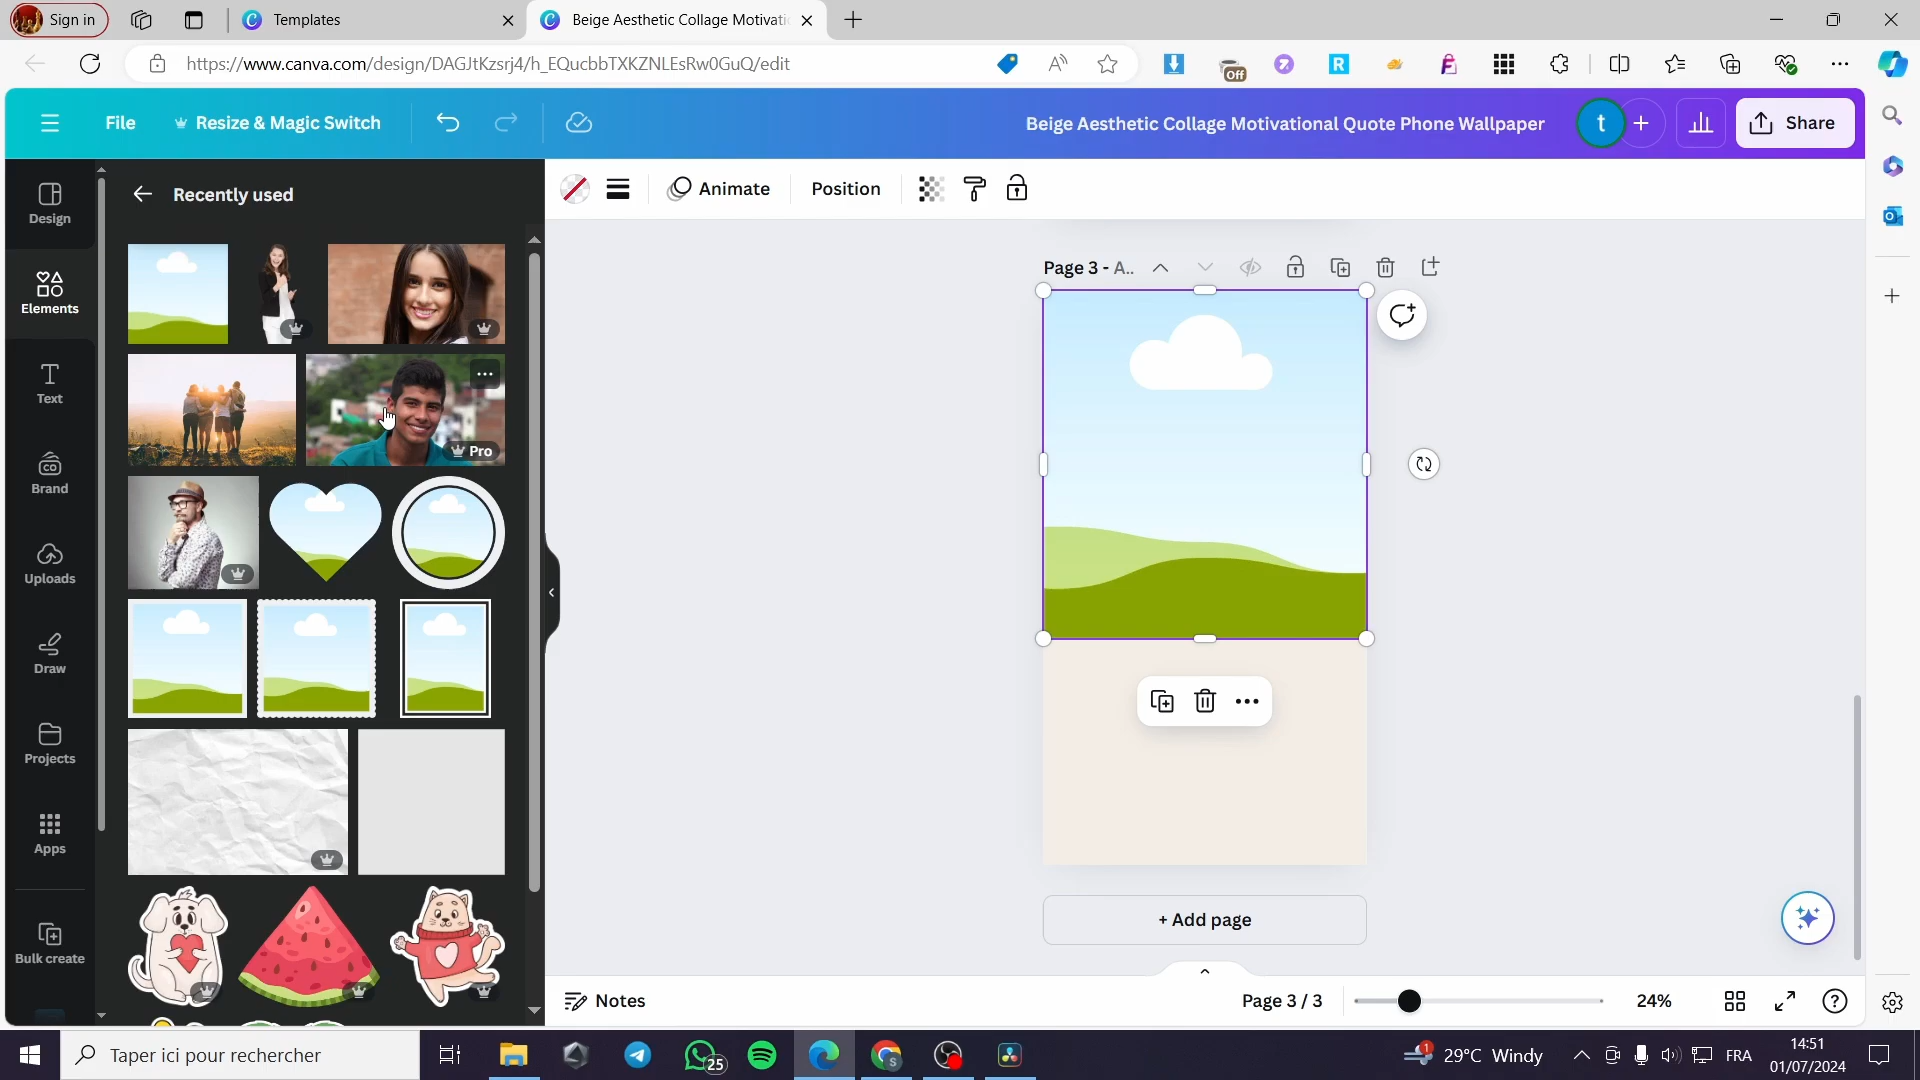 Sign in
Templates
Beige Aesthetic Collage Motivati
https://www.canva.com/design/DAGJtKzsrj4/h_EQucbbTXKZNLEsRw0GuQ/edit
Off
File
Resize & Magic Switch
Beige Aesthetic Collage Motivational Quote Phone Wallpaper
t
Share
Design
Elements
Text
Brand
Uploads
Draw
Projects
Apps
Bulk create
Recently used
Pro
Animate
Position
Page 3 - A..
+ Add page
Notes
Page 3 / 3
24%
Taper ici pour rechercher
25
1
29°C Windy
FRA
14:51
01/07/2024